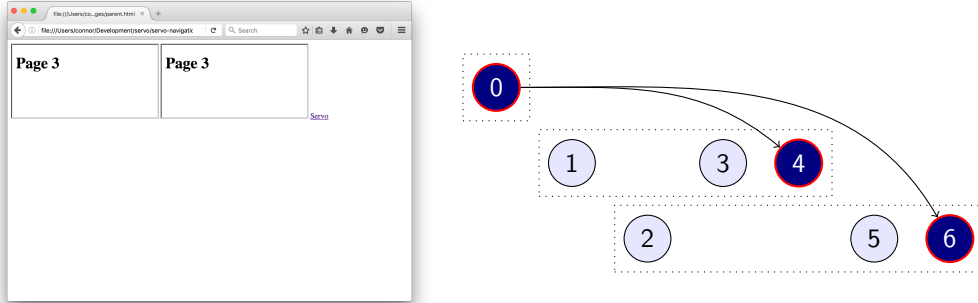 file:///Users/co...ges/parent.html × +
file:///Users/connor/Development/servo/servo-navigatic
Search
Page 3
Page 3
Servo
0
1
3
4
2
5
6